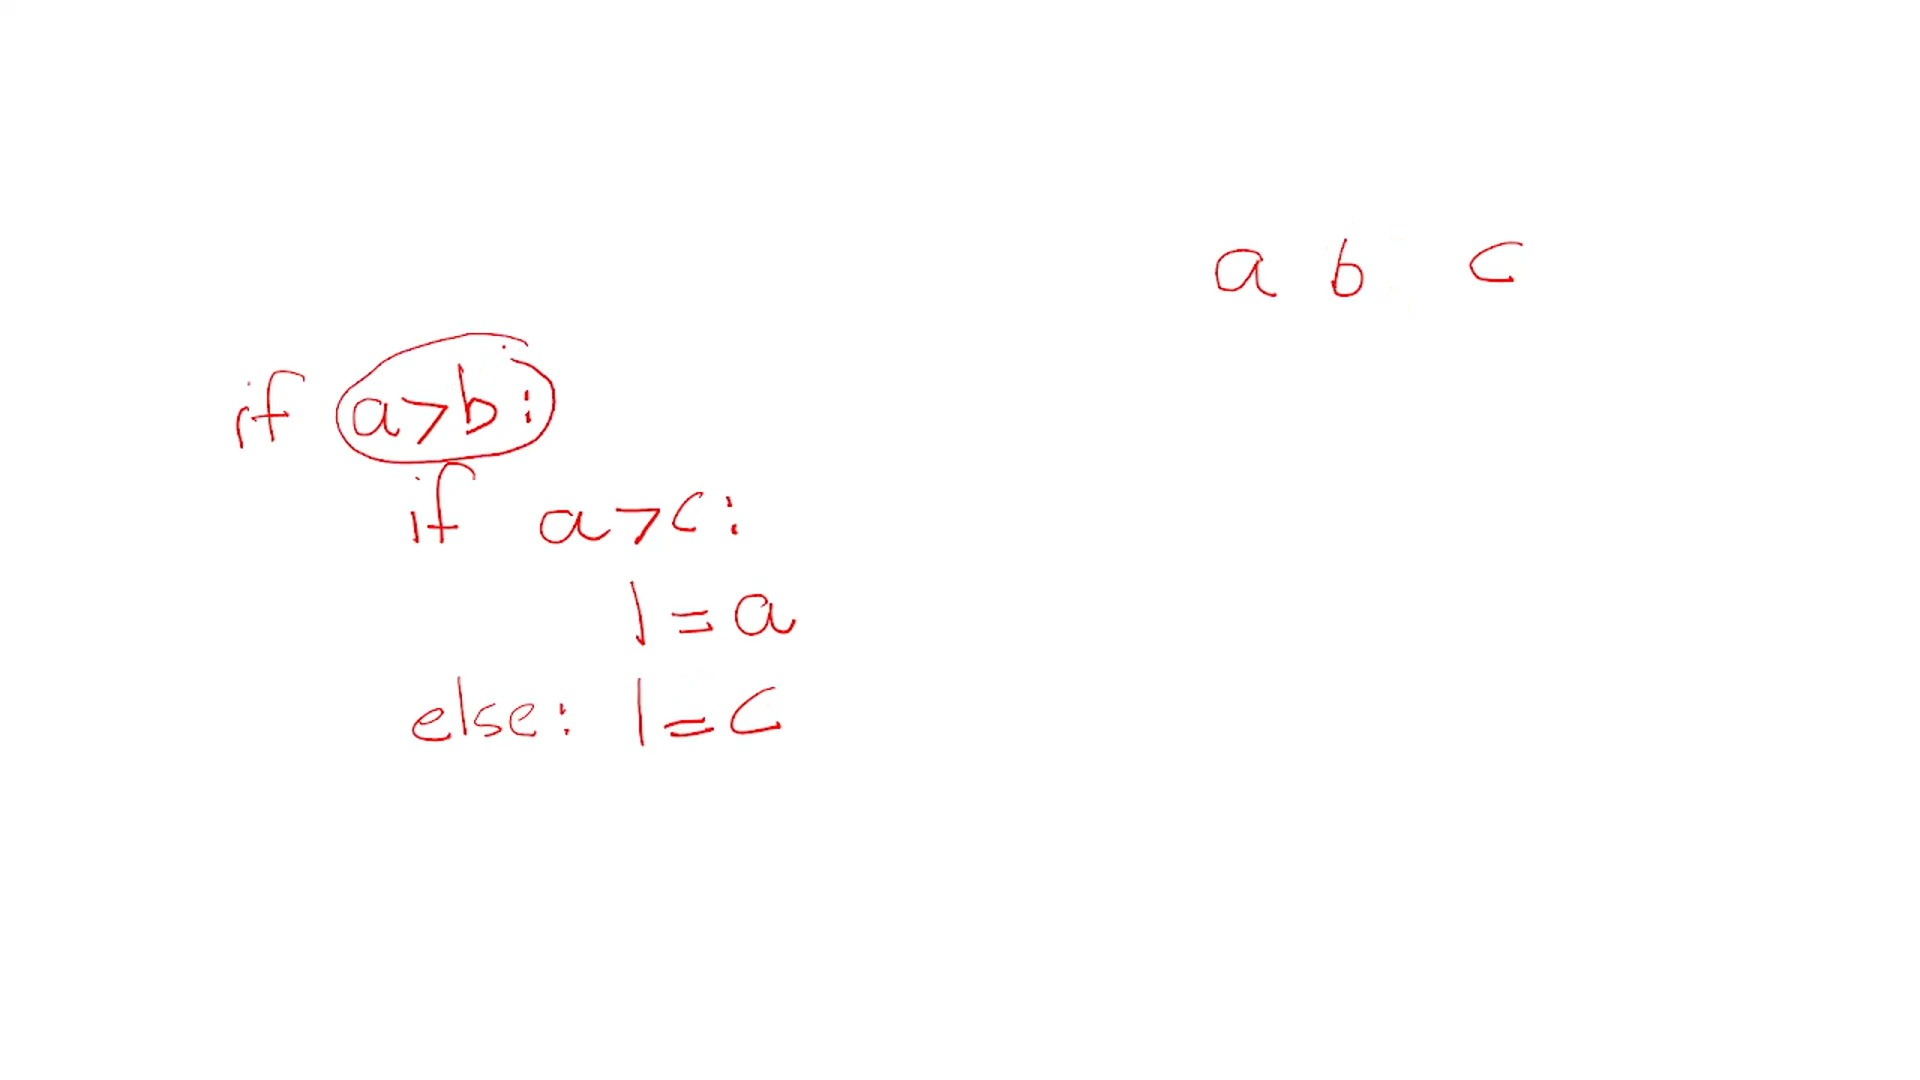 a b c
if a>b:
if a>c:
l=a
else: l=c